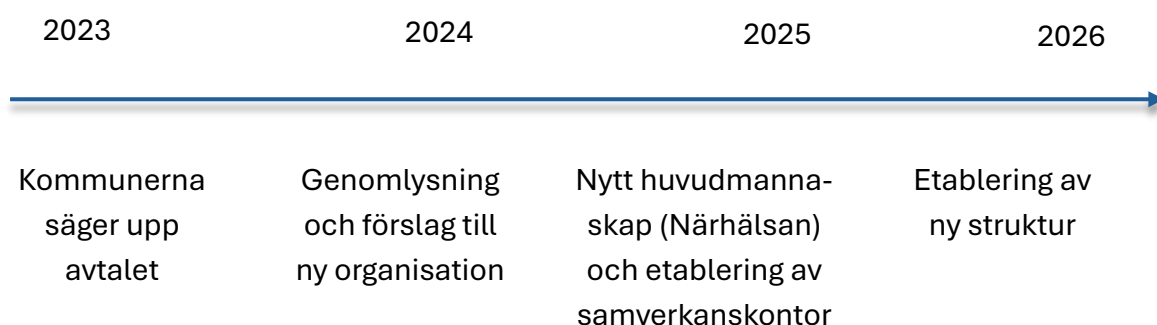 2023
2024
2025
2026
Kommunerna
säger upp
avtalet
Genomlysning
och förslag till
ny organisation
Nytt huvudmanna-
skap (Närhälsan)
och etablering av
samverkanskontor
Etablering av
ny struktur